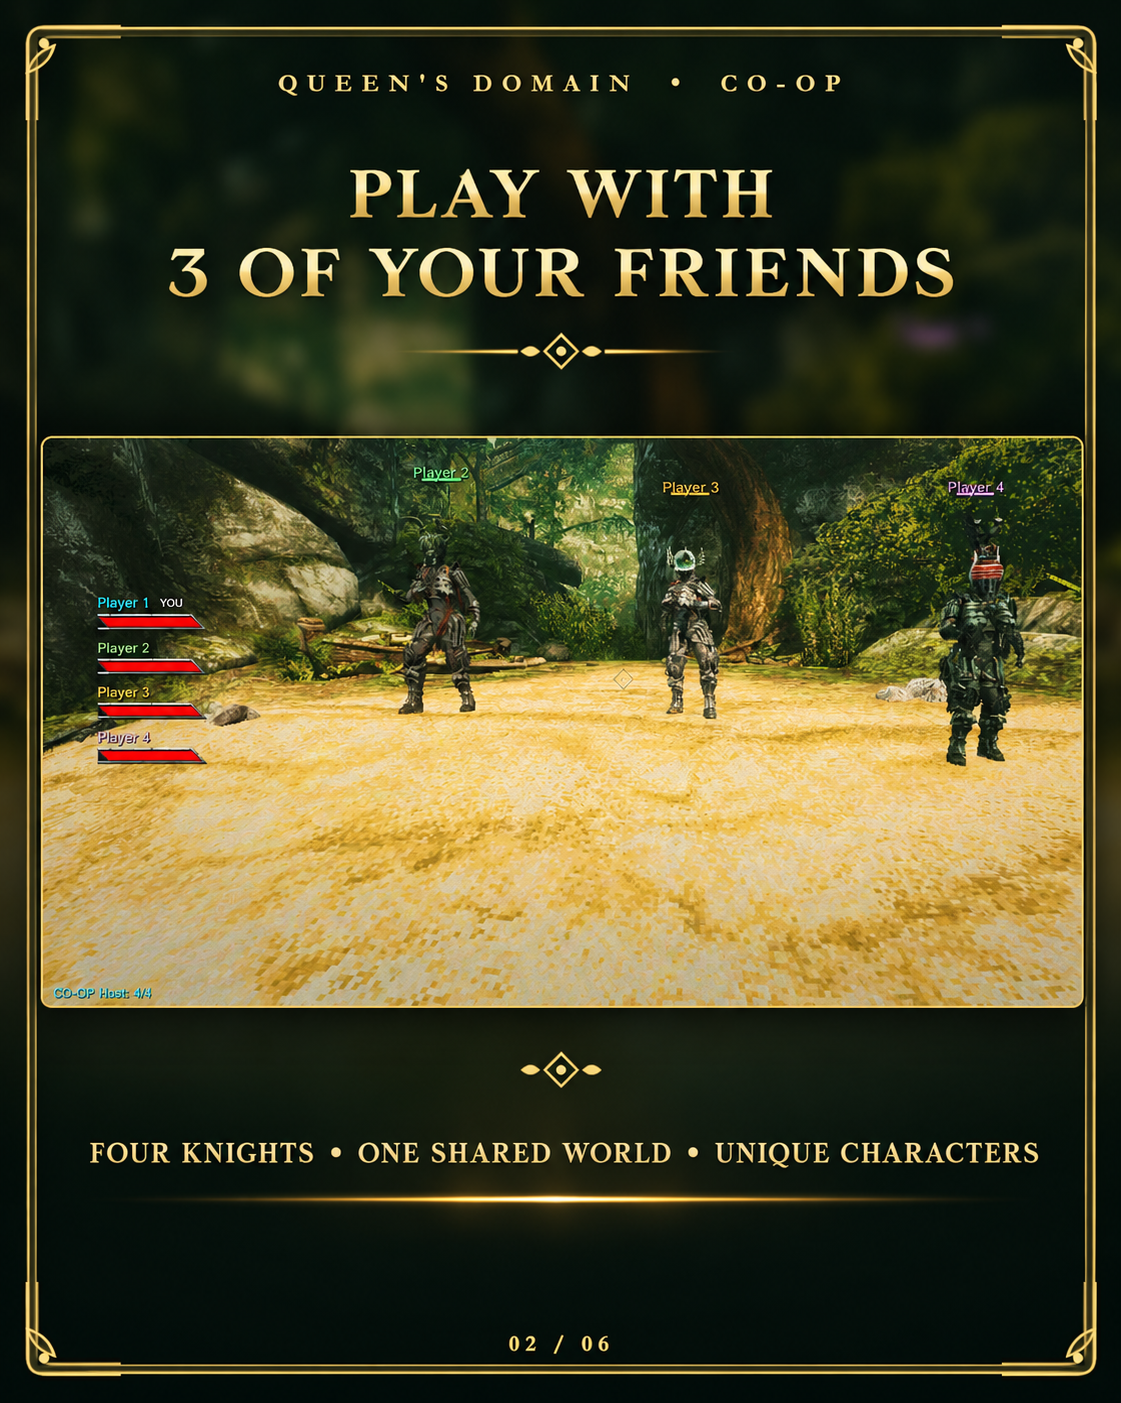 QUEEN'S DOMAIN • CO-OP
PLAY WITH
3 OF YOUR FRIENDS
Player 2
Player 3
Player 4
Player 1 YOU
Player 2
Player 3
Player 4
CO-OP Host: 4/4
FOUR KNIGHTS • ONE SHARED WORLD • UNIQUE CHARACTERS
02 / 06